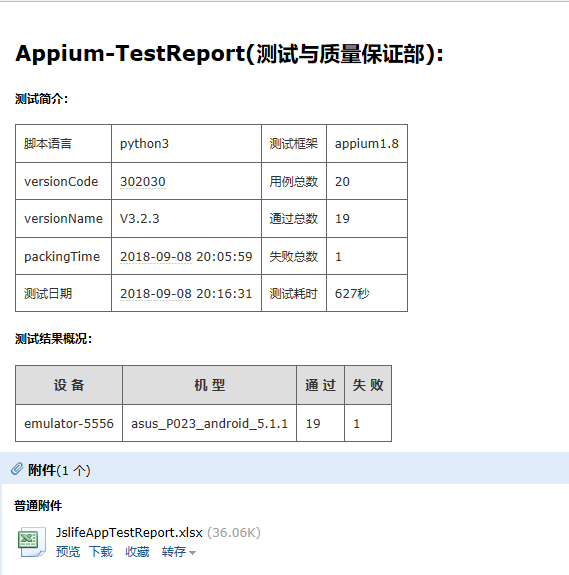 Appium-TestReport(测试与质量保证部):
测试简介:
脚本语言 python3 测试框架 appium1.8
versionCode 302030 用例总数 20
versionName V3.2.3 通过总数 19
packingTime 2018-09-08 20:05:59 失败总数 1
测试日期 2018-09-08 20:16:31 测试耗时 627秒
测试结果概况:
设 备 机 型 通 过 失 败
emulator-5556 asus_P023_android_5.1.1 19 1
附件(1 个)
普通附件
JslifeAppTestReport.xlsx (36.06K)
预览 下载 收藏 转存